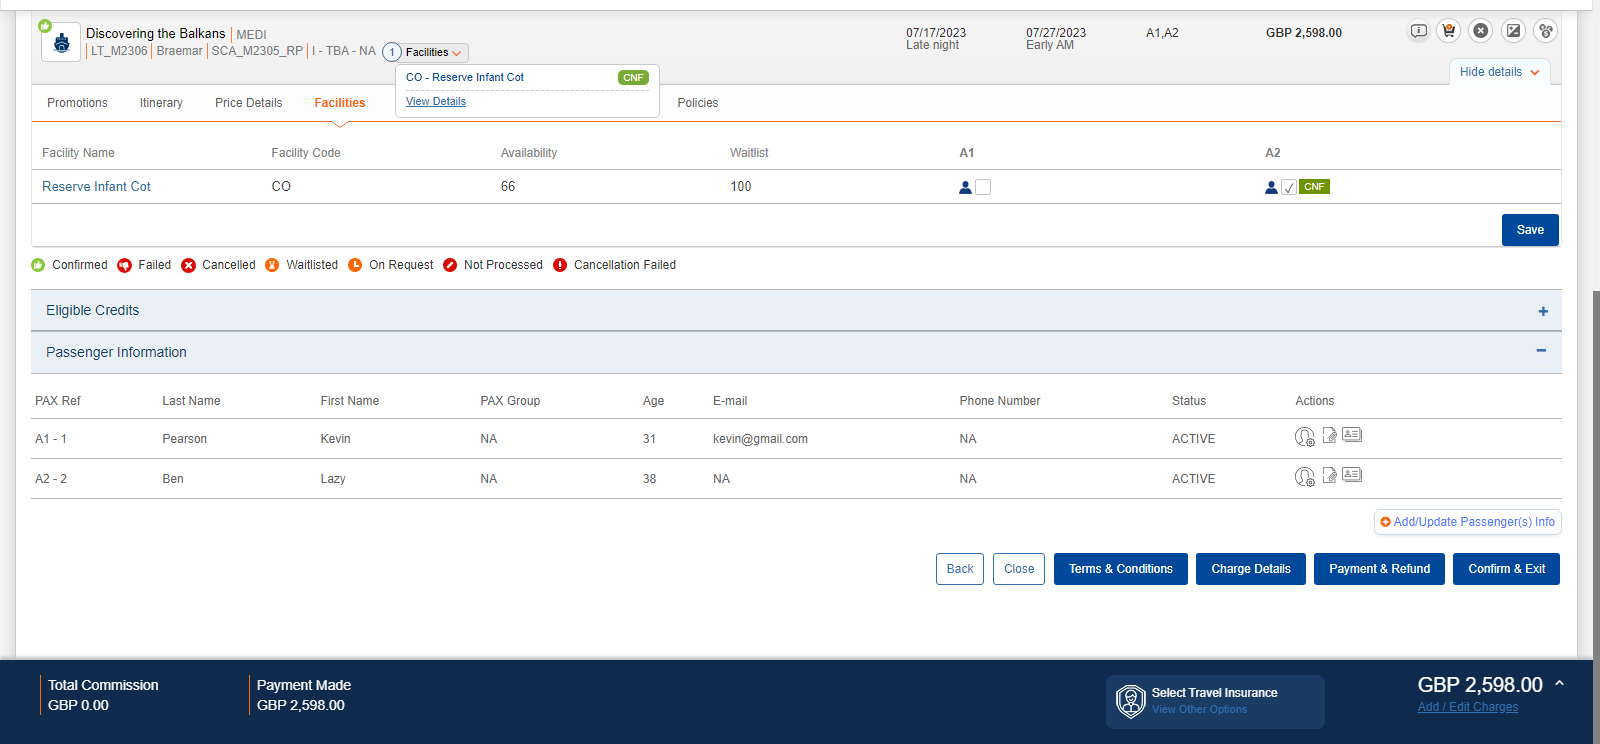 Discovering the Balkans MEDI
LT_M2306 Braemar SCA_M2305_RP I - TBA - NA 1 Facilities
07/17/2023 07/27/2023 A1,A2 GBP 2,598.00
Late night Early AM
CO - Reserve Infant Cot CNF
View Details
Hide details
Promotions Itinerary Price Details Facilities Policies
Facility Name Facility Code Availability Waitlist A1 A2
Reserve Infant Cot CO 66 100 CNF
Save
Confirmed Failed Cancelled Waitlisted On Request Not Processed Cancellation Failed
Eligible Credits
Passenger Information
PAX Ref Last Name First Name PAX Group Age E-mail Phone Number Status Actions
A1 - 1 Pearson Kevin NA 31 kevin@gmail.com NA ACTIVE
A2 - 2 Ben Lazy NA 38 NA NA ACTIVE
Add/Update Passenger(s) Info
Back Close Terms & Conditions Charge Details Payment & Refund Confirm & Exit
Total Commission Payment Made
GBP 0.00 GBP 2,598.00
Select Travel Insurance
View Other Options
GBP 2,598.00
Add / Edit Charges